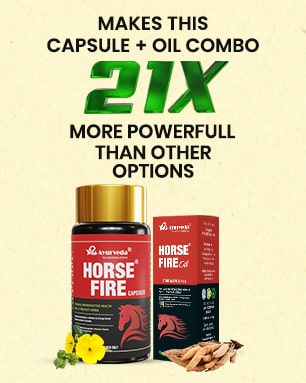 MAKES THIS
CAPSULE + OIL COMBO
21X
MORE POWERFULL
THAN OTHER
OPTIONS
Ayurveda
HORSE
FIRE
CAPSULES
Ayurveda
HORSE
FIRE Oil